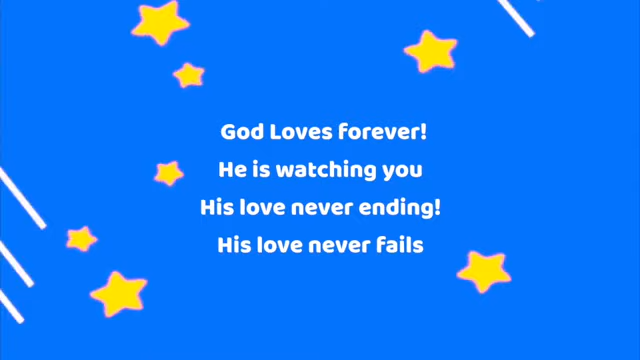 God Loves forever!
He is watching you
His love never ending!
His love never fails